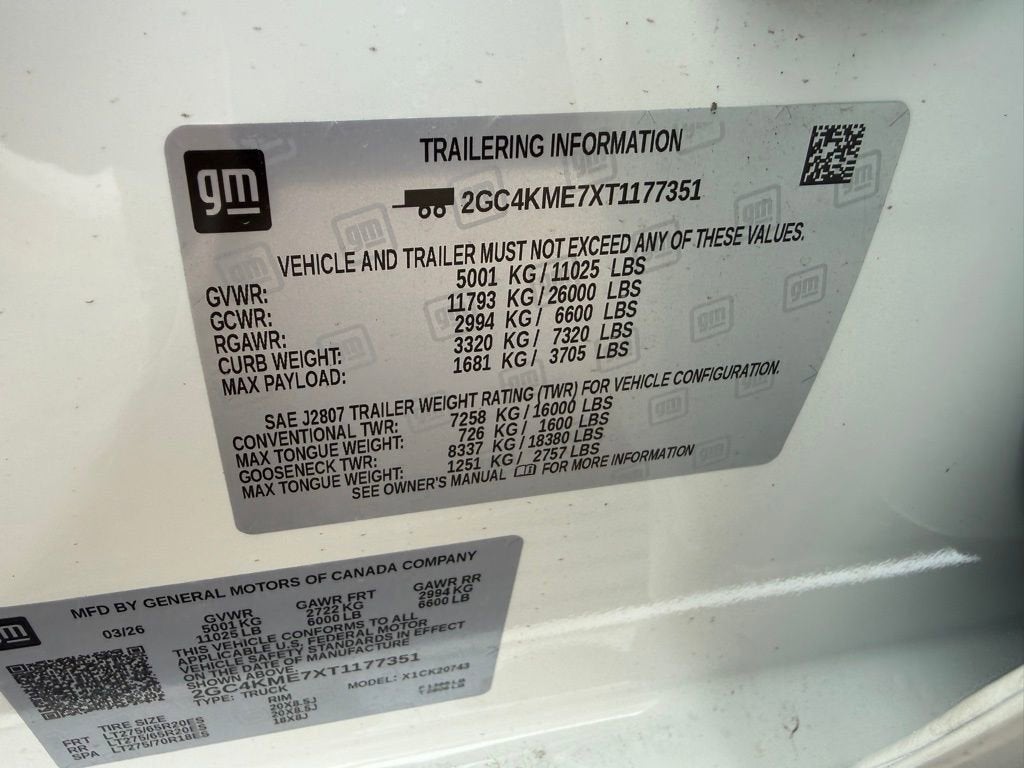 gm
TRAILERING INFORMATION
2GC4KME7XT1177351
VEHICLE AND TRAILER MUST NOT EXCEED ANY OF THESE VALUES.
GVWR: 5001 KG / 11025 LBS
GCWR: 11793 KG / 26000 LBS
RGAWR: 2994 KG / 6600 LBS
CURB WEIGHT: 3320 KG / 7320 LBS
MAX PAYLOAD: 1681 KG / 3705 LBS
SAE J2807 TRAILER WEIGHT RATING (TWR) FOR VEHICLE CONFIGURATION.
CONVENTIONAL TWR: 7258 KG / 16000 LBS
MAX TONGUE WEIGHT: 726 KG / 1600 LBS
GOOSENECK TWR: 8337 KG / 18380 LBS
MAX TONGUE WEIGHT: 1251 KG / 2757 LBS
SEE OWNER'S MANUAL FOR MORE INFORMATION
MFD BY GENERAL MOTORS OF CANADA COMPANY
03/26 GVWR GAWR FRT GAWR RR
5001 KG 2722 KG 2994 KG
11025 LB 6000 LB 6600 LB
THIS VEHICLE CONFORMS TO ALL
APPLICABLE U.S. FEDERAL MOTOR
VEHICLE SAFETY STANDARDS IN EFFECT
ON THE DATE OF MANUFACTURE
SHOWN ABOVE.
2GC4KME7XT1177351
TYPE: TRUCK MODEL: X1CK20743
TIRE SIZE RIM
FRT LT275/65R20ES 20X8.5J
RR LT275/65R20ES 20X8.5J
SPA LT275/70R18ES 18X8J